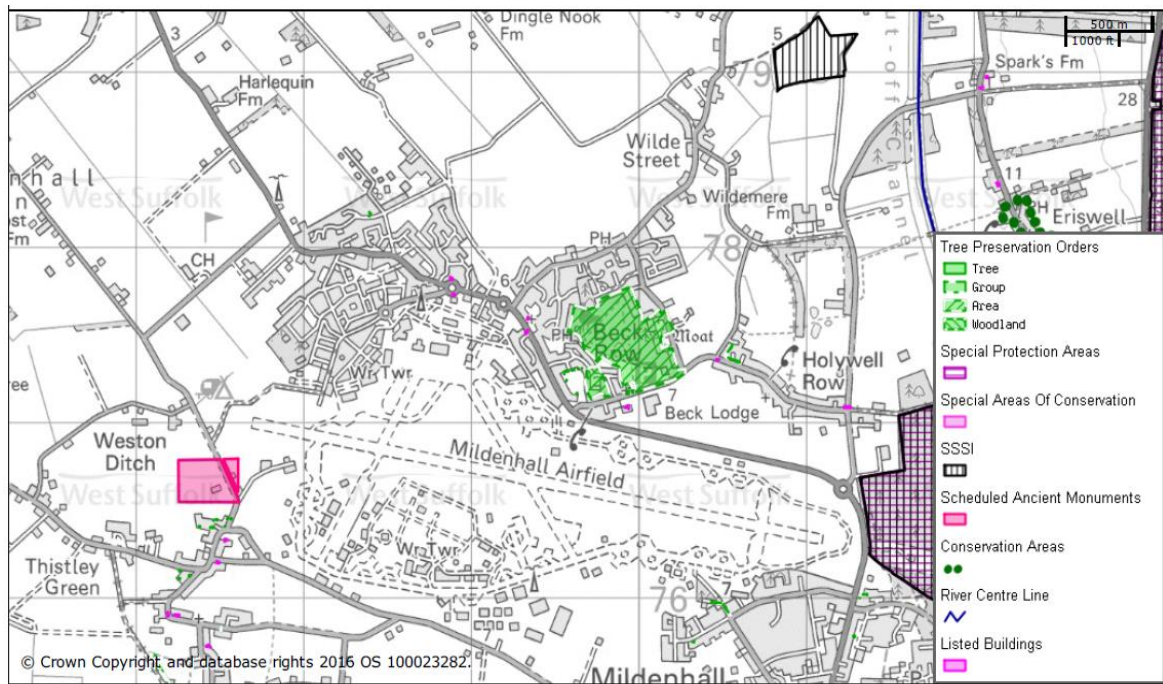 Dingle Nook
Fm
3
5
500 m
1000 ft
Spark's Fm
79
28
Harlequin
Fm
Cut-off Channel
Wilde
Street
West Suffolk
West Suffolk
West Suffolk
11
Wildemere
Fm
PH
Eriswell
CH
PH
78
6
PH
Beck
Row
Moat
Holywell
Row
Wr Twr
7
Beck Lodge
Weston
Ditch
Mildenhall Airfield
West Suffolk
West Suffolk
West Suffolk
Wr Twr
Thistley
Green
76
Mildenhall
© Crown Copyright and database rights 2016 OS 100023282.
Tree Preservation Orders
Tree
Group
Area
Woodland
Special Protection Areas
Special Areas Of Conservation
SSSI
Scheduled Ancient Monuments
Conservation Areas
River Centre Line
Listed Buildings